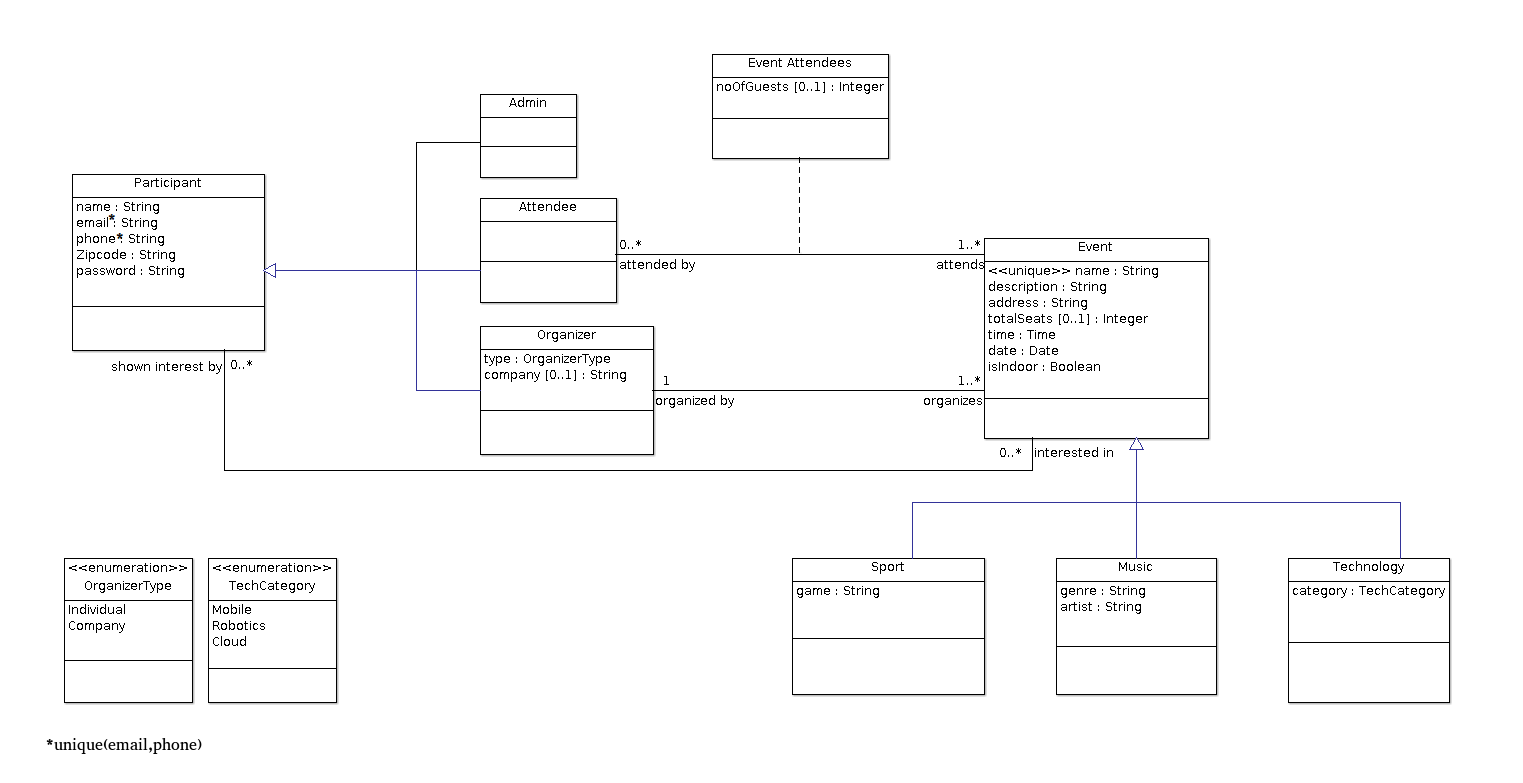 Event Attendees
noOfGuests [0..1] : Integer
Admin
Participant
name : String
email*: String
phone*: String
Zipcode : String
password : String
Attendee
0..*
attended by
1..*
attends
Event
<<unique>> name : String
description : String
address : String
totalSeats [0..1] : Integer
time : Time
date : Date
isIndoor : Boolean
Organizer
type : OrganizerType
company [0..1] : String
1
organized by
1..*
organizes
shown interest by
0..*
0..*
interested in
<<enumeration>>
OrganizerType
Individual
Company
<<enumeration>>
TechCategory
Mobile
Robotics
Cloud
Sport
game : String
Music
genre : String
artist : String
Technology
category : TechCategory
*unique(email,phone)